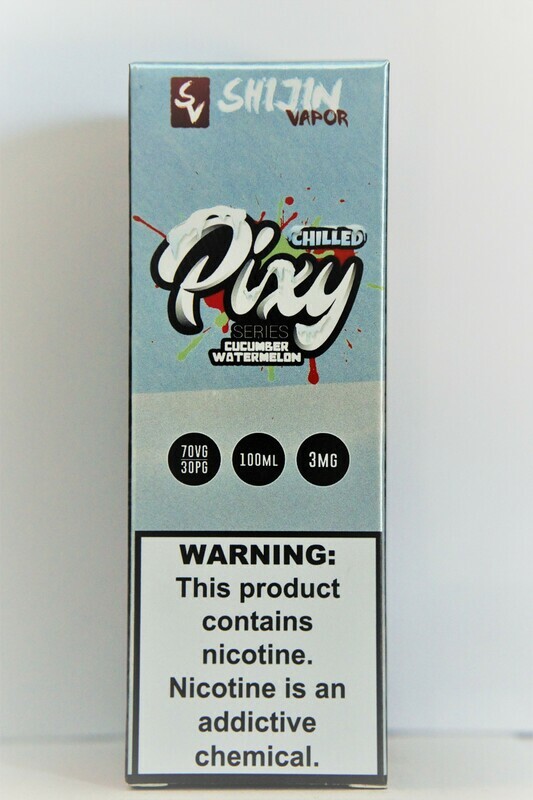 SV SHIJIN
VAPOR
CHILLED
Pixy
SERIES
CUCUMBER
WATERMELON
70VG
30PG
100ML
3MG
WARNING:
This product
contains
nicotine.
Nicotine is an
addictive
chemical.